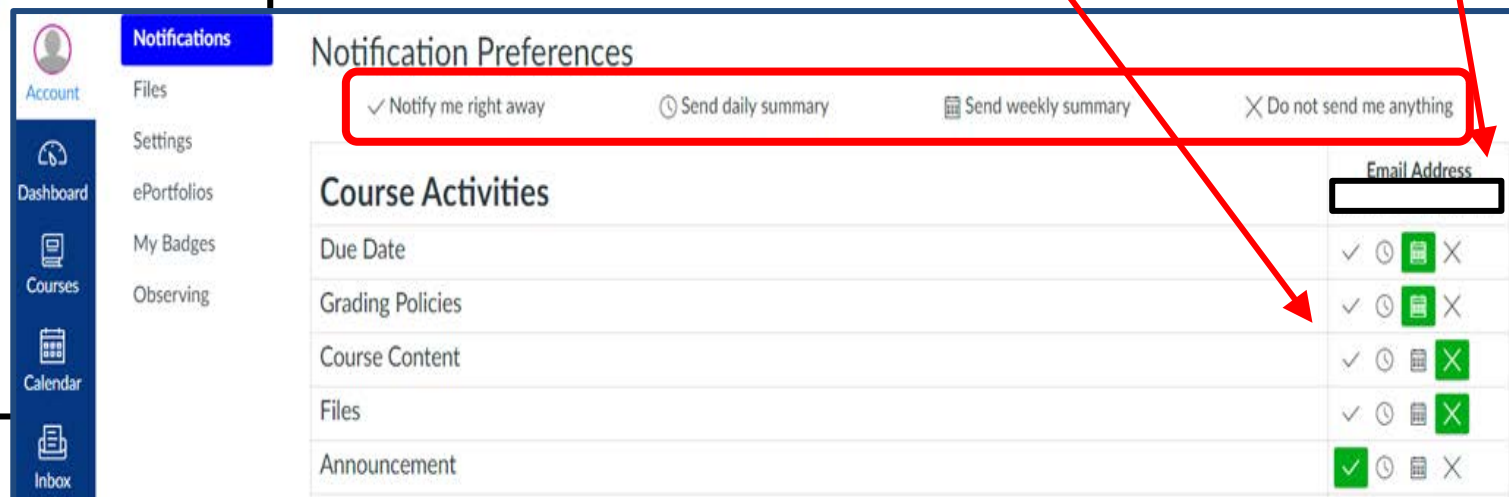 Account
Dashboard
Courses
Calendar
Inbox
Notifications
Files
Settings
ePortfolios
My Badges
Observing
Notification Preferences
Notify me right away Send daily summary Send weekly summary Do not send me anything
Course Activities Email Address
Due Date
Grading Policies
Course Content
Files
Announcement